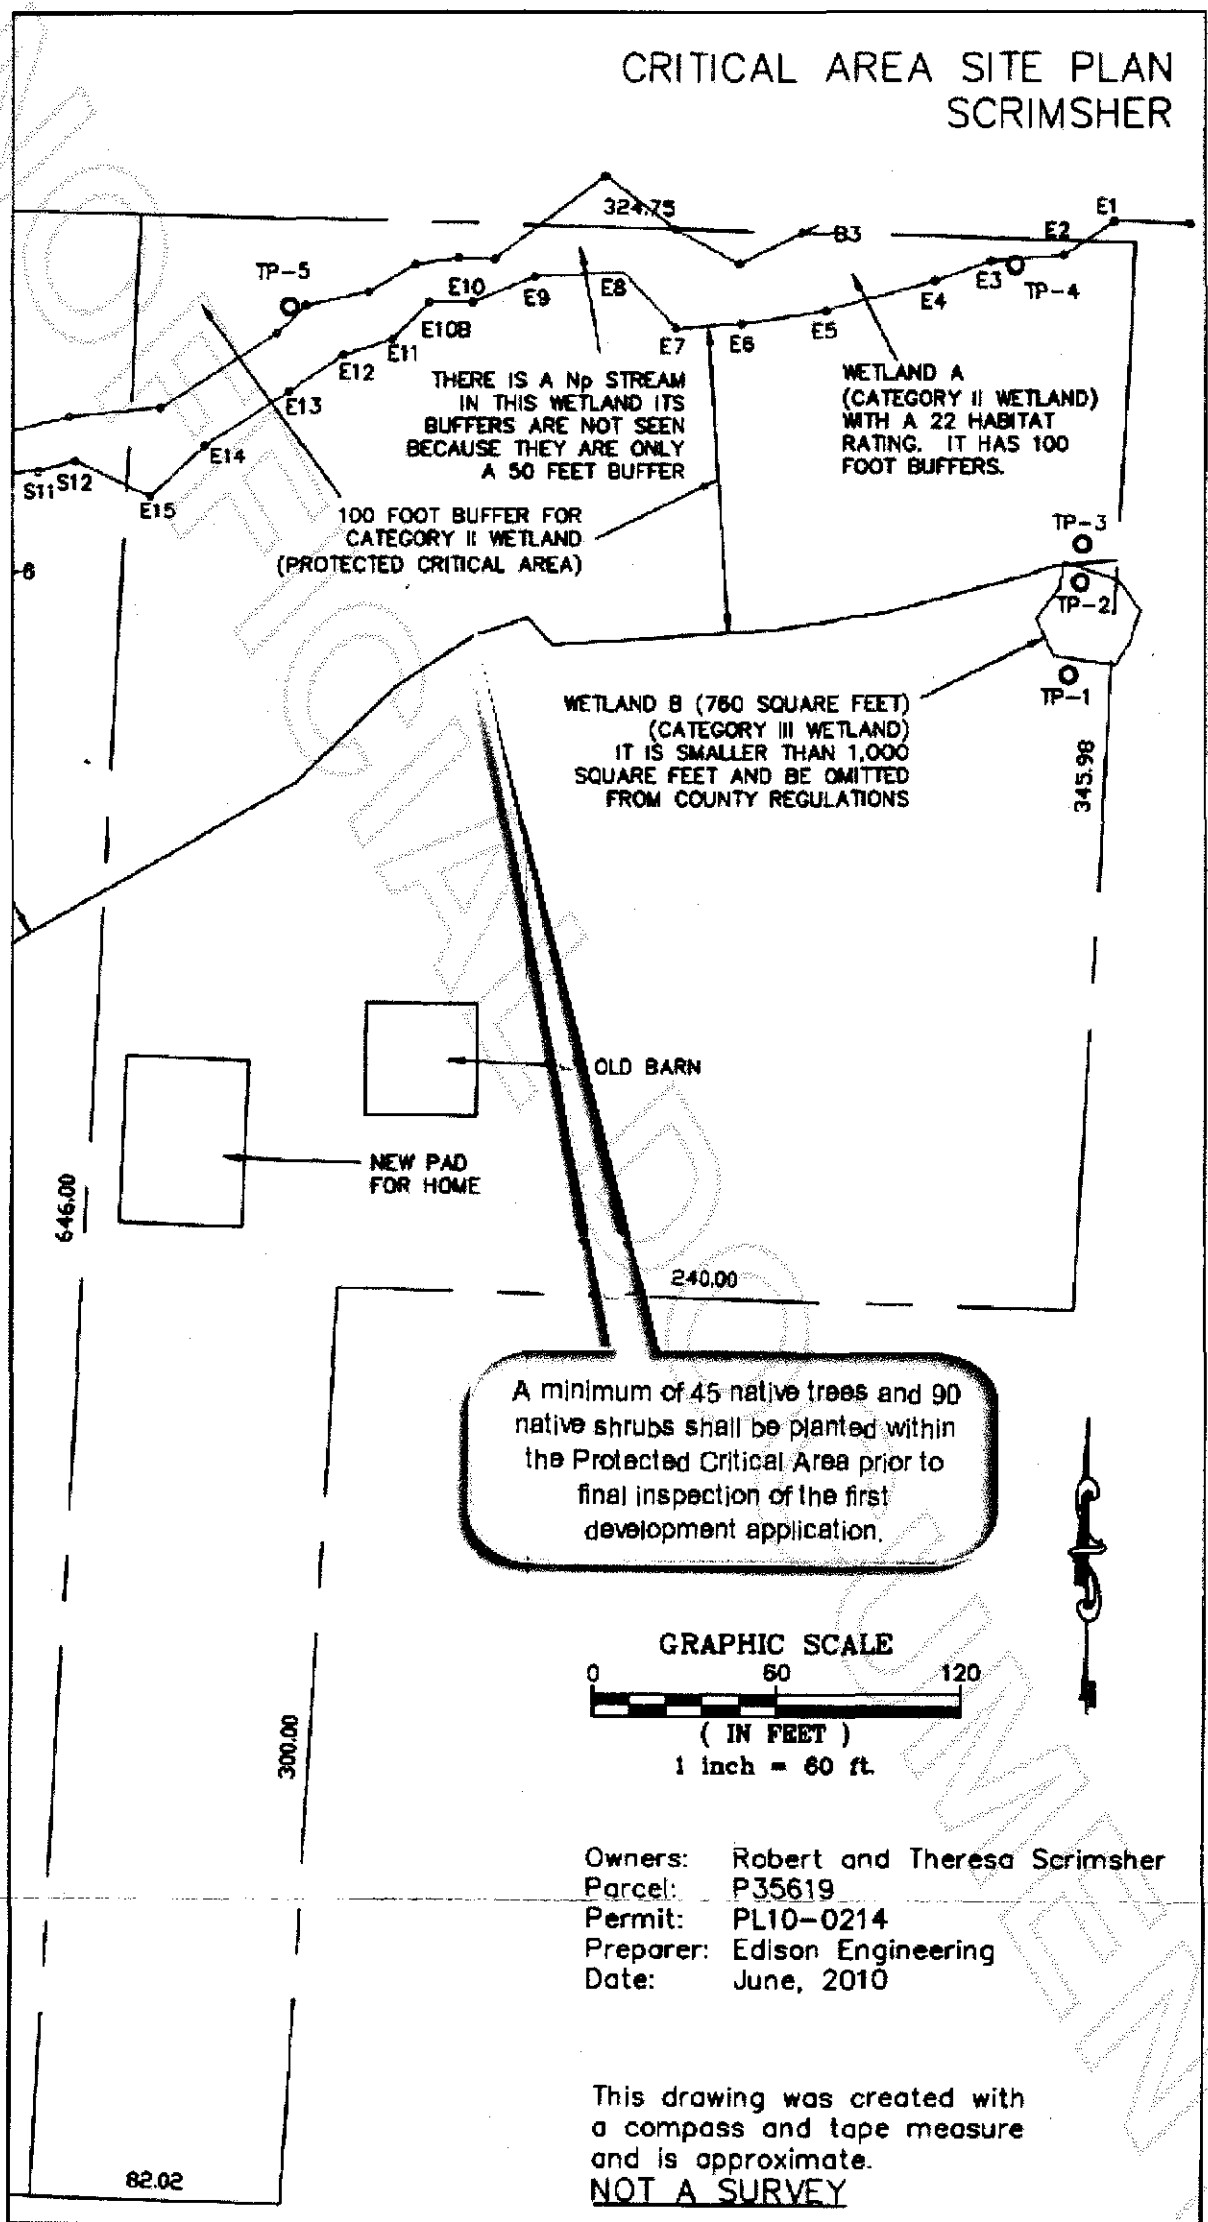 CRITICAL AREA SITE PLAN
SCRIMSHER
324.75
E1
B3
E2
TP-5
E3
TP-4
E10
E9
E8
E4
E10B
E5
E11
E7
E6
E12
E13
THERE IS A Np STREAM
IN THIS WETLAND ITS
BUFFERS ARE NOT SEEN
BECAUSE THEY ARE ONLY
A 50 FEET BUFFER
WETLAND A
(CATEGORY II WETLAND)
WITH A 22 HABITAT
RATING. IT HAS 100
FOOT BUFFERS.
E14
S11
S12
E15
100 FOOT BUFFER FOR
CATEGORY II WETLAND
(PROTECTED CRITICAL AREA)
TP-3
6
TP-2
TP-1
WETLAND B (760 SQUARE FEET)
(CATEGORY III WETLAND)
IT IS SMALLER THAN 1,000
SQUARE FEET AND BE OMITTED
FROM COUNTY REGULATIONS
345.98
OLD BARN
NEW PAD
FOR HOME
646.00
240.00
A minimum of 45 native trees and 90
native shrubs shall be planted within
the Protected Critical Area prior to
final inspection of the first
development application.
GRAPHIC SCALE
0 60 120
( IN FEET )
1 inch = 60 ft.
300.00
Owners: Robert and Theresa Scrimsher
Parcel: P35619
Permit: PL10-0214
Preparer: Edison Engineering
Date: June, 2010
This drawing was created with
a compass and tape measure
and is approximate.
NOT A SURVEY
82.02
UNOFFICIAL DOCUMEN